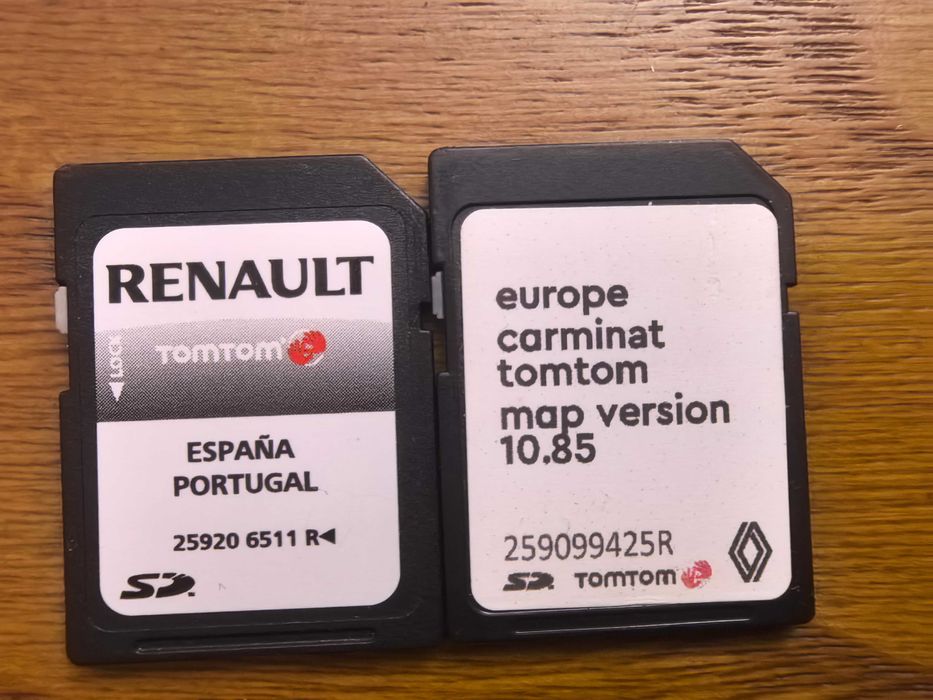 RENAULT
◀LOCK
TOMTOM
ESPAÑA
PORTUGAL
25920 6511 R◀
SD
europe
carminat
tomtom
map version
10.85
259099425R
SD TOMTOM